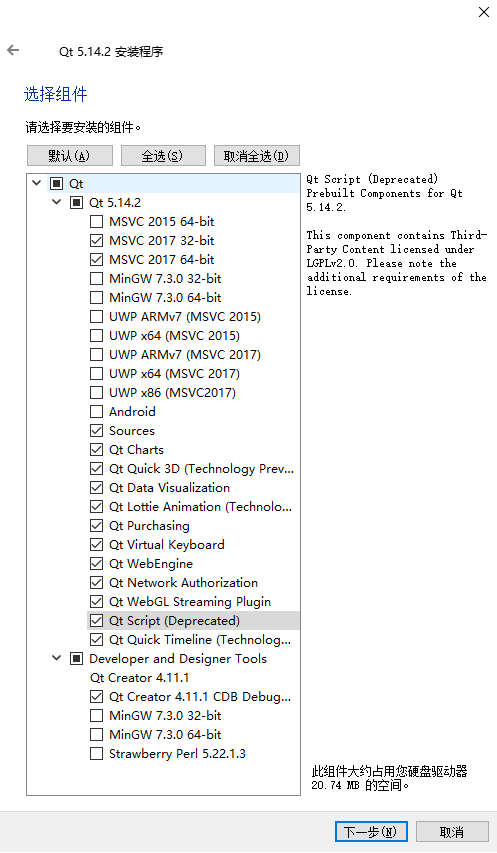 Qt 5.14.2 安装程序
选择组件
请选择要安装的组件。
默认(A)
全选(S)
取消全选(D)
Qt
Qt 5.14.2
MSVC 2015 64-bit
MSVC 2017 32-bit
MSVC 2017 64-bit
MinGW 7.3.0 32-bit
MinGW 7.3.0 64-bit
UWP ARMv7 (MSVC 2015)
UWP x64 (MSVC 2015)
UWP ARMv7 (MSVC 2017)
UWP x64 (MSVC 2017)
UWP x86 (MSVC2017)
Android
Sources
Qt Charts
Qt Quick 3D (Technology Prev...
Qt Data Visualization
Qt Lottie Animation (Technolo...
Qt Purchasing
Qt Virtual Keyboard
Qt WebEngine
Qt Network Authorization
Qt WebGL Streaming Plugin
Qt Script (Deprecated)
Qt Quick Timeline (Technolog...
Developer and Designer Tools
Qt Creator 4.11.1
Qt Creator 4.11.1 CDB Debug...
MinGW 7.3.0 32-bit
MinGW 7.3.0 64-bit
Strawberry Perl 5.22.1.3
Qt Script (Deprecated)
Prebuilt Components for Qt
5.14.2.
This component contains Third-
Party Content licensed under
LGPLv2.0. Please note the
additional requirements of the
license.
此组件大约占用您硬盘驱动器
20.74 MB 的空间。
下一步(N)
取消